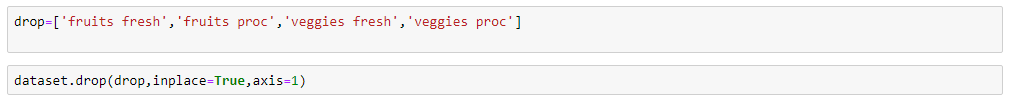 drop=['fruits fresh','fruits proc','veggies fresh','veggies proc']
dataset.drop(drop,inplace=True,axis=1)